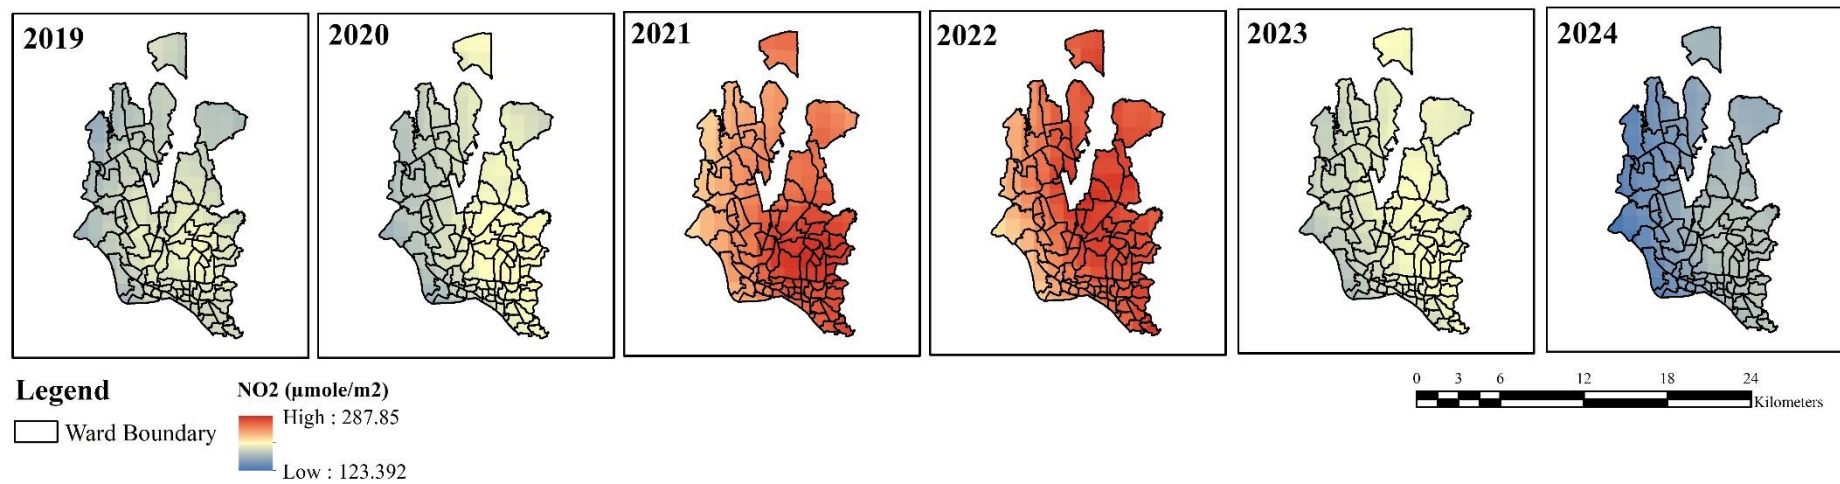 2019
2020
2021
2022
2023
2024
Legend
Ward Boundary
NO2 (µmole/m2)
High : 287.85
Low : 123.392
0 3 6 12 18 24
Kilometers